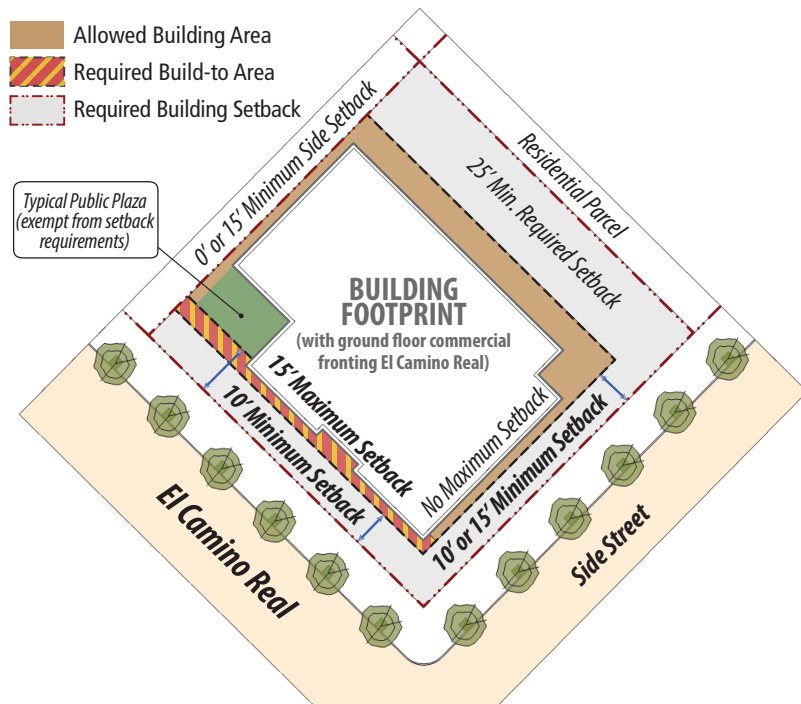 Allowed Building Area
Required Build-to Area
Required Building Setback
Typical Public Plaza
(exempt from setback
requirements)
0′ or 15′ Minimum Side Setback
Residential Parcel
25′ Min. Required Setback
BUILDING
FOOTPRINT
(with ground floor commercial
fronting El Camino Real)
15′ Maximum Setback
10′ Minimum Setback
No Maximum Setback
10′ or 15′ Minimum Setback
El Camino Real
Side Street